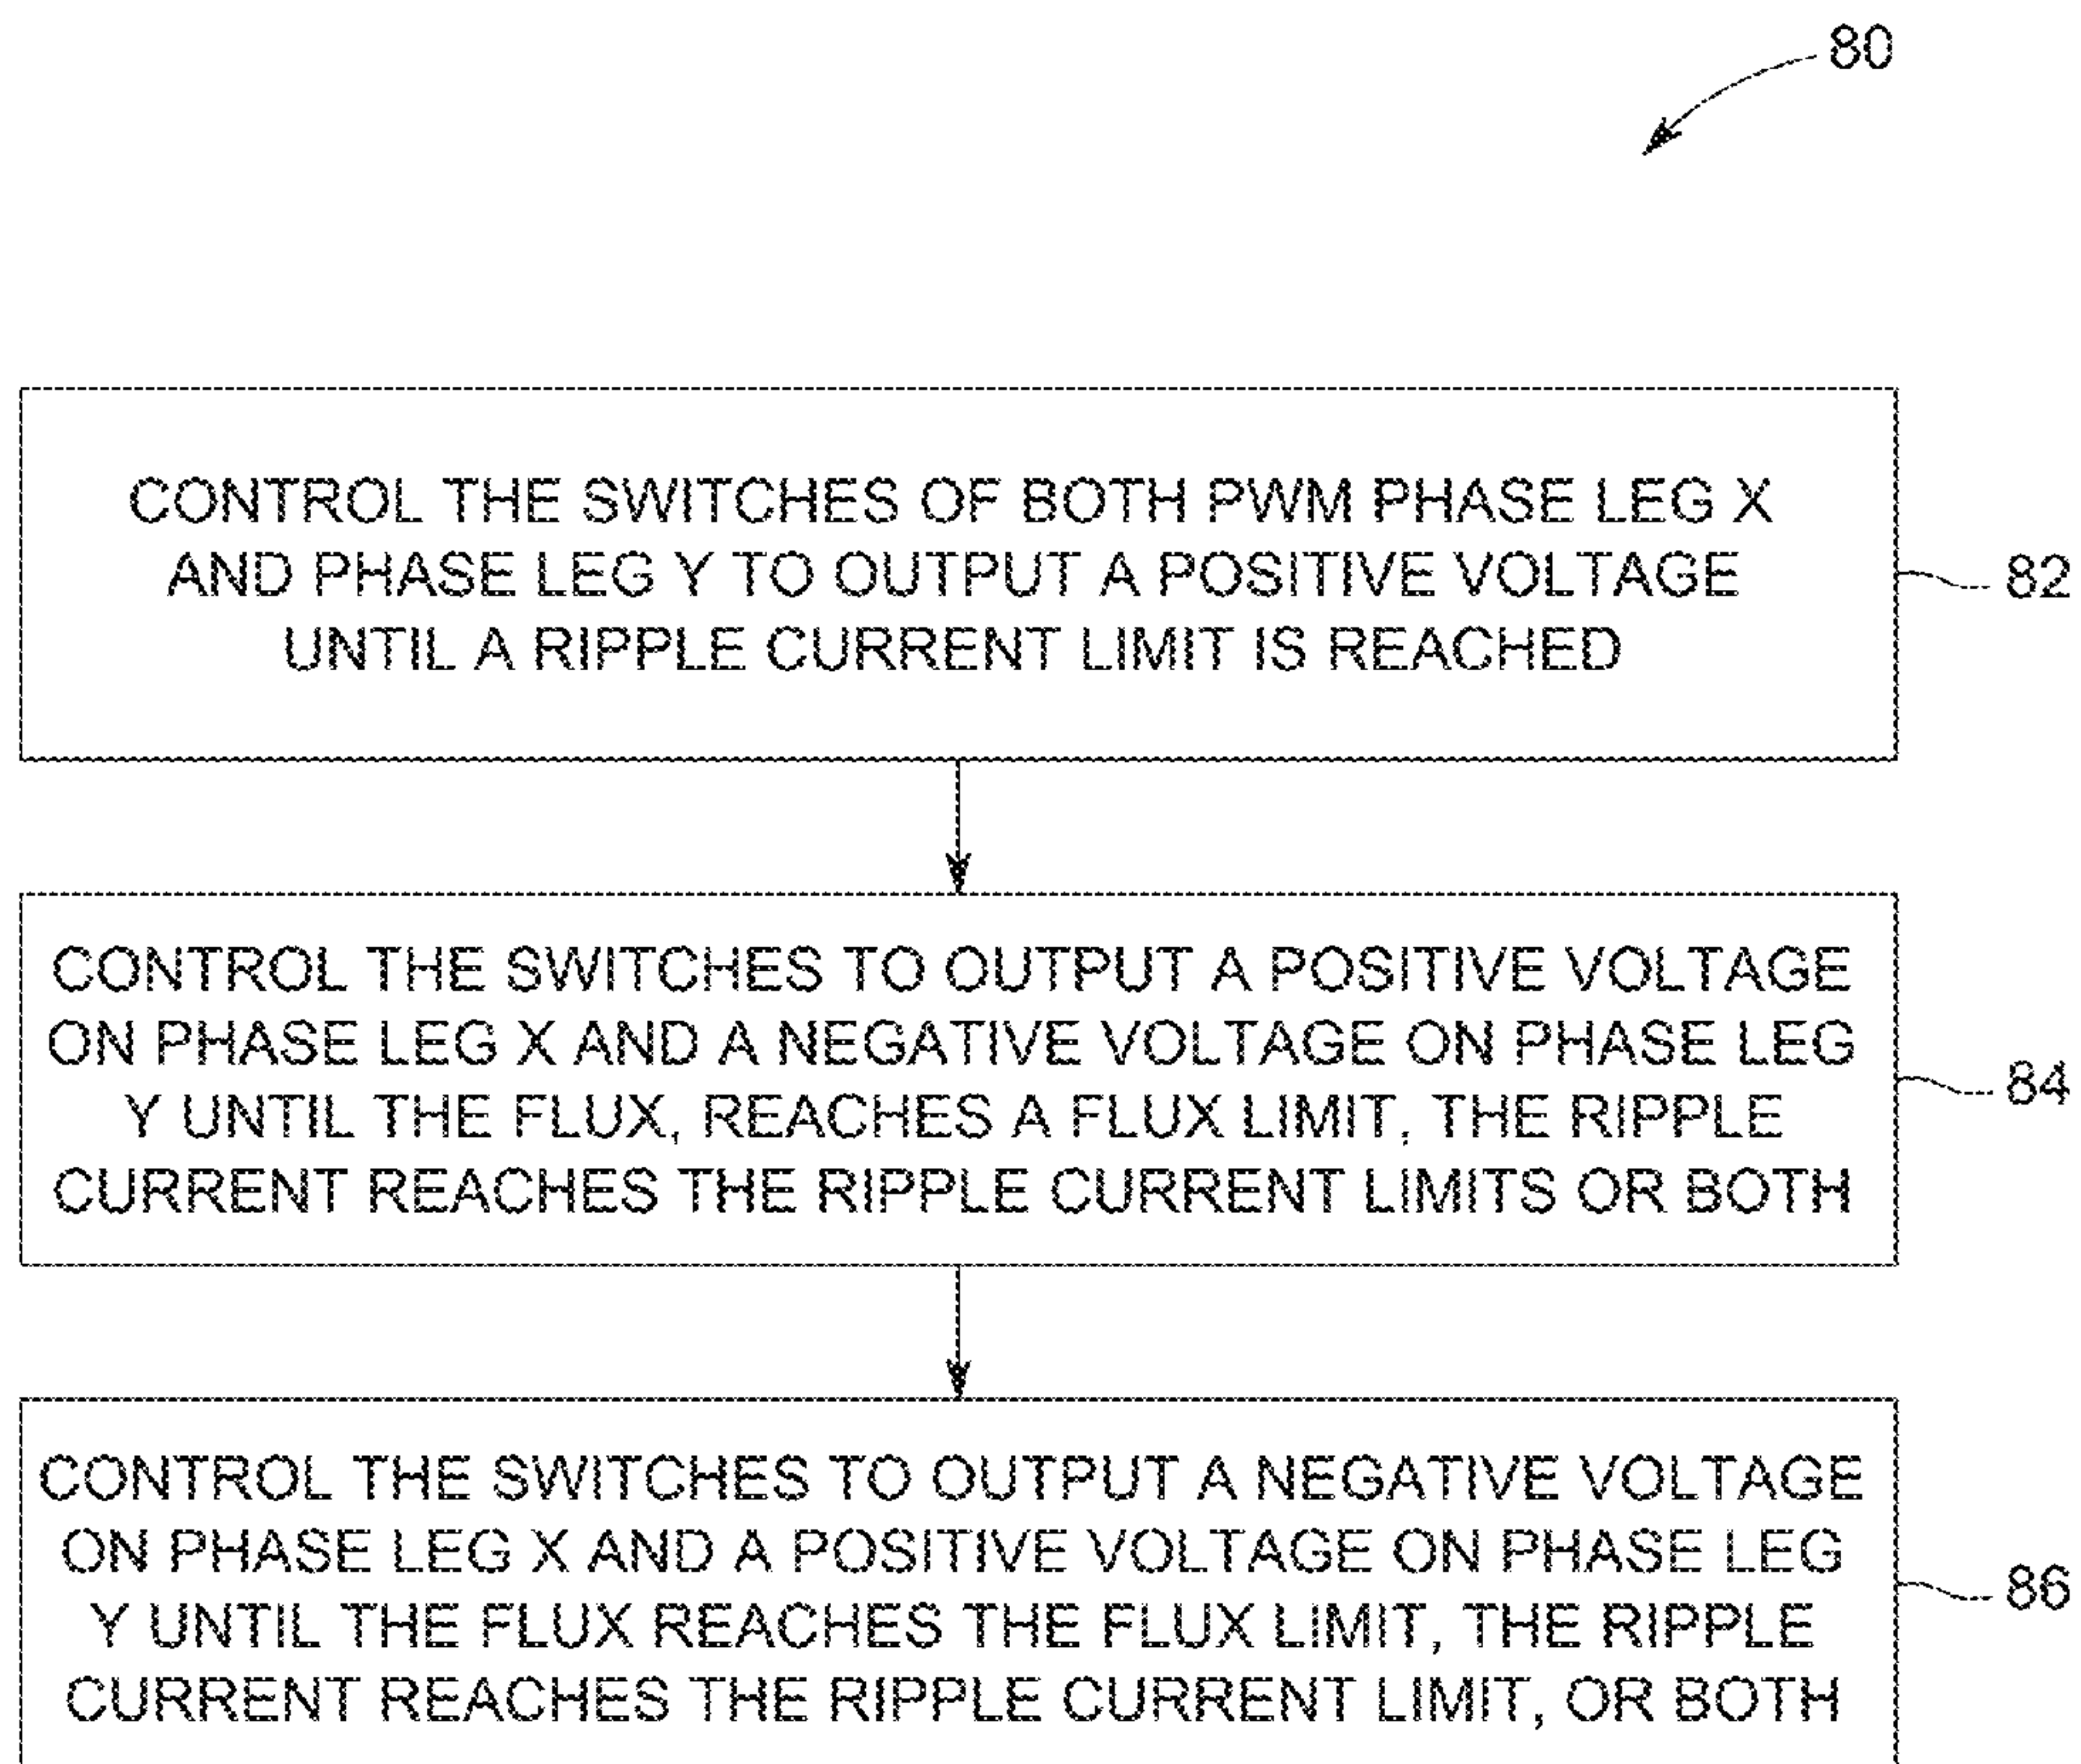 80
CONTROL THE SWITCHES OF BOTH PWM PHASE LEG X
AND PHASE LEG Y TO OUTPUT A POSITIVE VOLTAGE
UNTIL A RIPPLE CURRENT LIMIT IS REACHED
82
CONTROL THE SWITCHES TO OUTPUT A POSITIVE VOLTAGE
ON PHASE LEG X AND A NEGATIVE VOLTAGE ON PHASE LEG
Y UNTIL THE FLUX, REACHES A FLUX LIMIT, THE RIPPLE
CURRENT REACHES THE RIPPLE CURRENT LIMITS OR BOTH
84
CONTROL THE SWITCHES TO OUTPUT A NEGATIVE VOLTAGE
ON PHASE LEG X AND A POSITIVE VOLTAGE ON PHASE LEG
Y UNTIL THE FLUX REACHES THE FLUX LIMIT, THE RIPPLE
CURRENT REACHES THE RIPPLE CURRENT LIMIT, OR BOTH
86